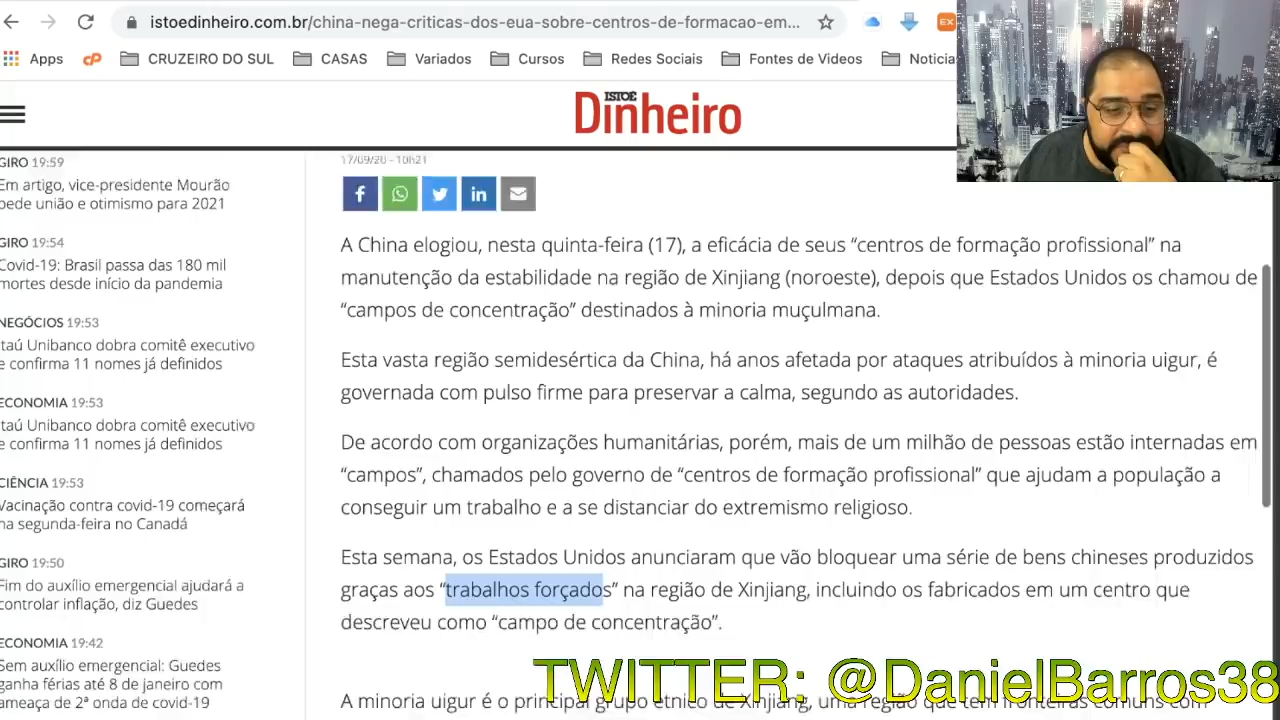 istoedinheiro.com.br/china-nega-criticas-dos-eua-sobre-centros-de-formacao-em...
EX
Apps
CRUZEIRO DO SUL
CASAS
Variados
Cursos
Redes Sociais
Fontes de Videos
Noticia
ISTOÉ
Dinheiro
GIRO 19:59
Em artigo, vice-presidente Mourão
pede união e otimismo para 2021
GIRO 19:54
Covid-19: Brasil passa das 180 mil
mortes desde início da pandemia
NEGÓCIOS 19:53
Itaú Unibanco dobra comitê executivo
e confirma 11 nomes já definidos
ECONOMIA 19:53
Itaú Unibanco dobra comitê executivo
e confirma 11 nomes já definidos
CIÊNCIA 19:53
Vacinação contra covid-19 começará
na segunda-feira no Canadá
GIRO 19:50
Fim do auxílio emergencial ajudará a
controlar inflação, diz Guedes
ECONOMIA 19:42
Sem auxílio emergencial: Guedes
ganha férias até 8 de janeiro com
ameaça de 2ª onda de covid-19
17/09/20 - 10h21
A China elogiou, nesta quinta-feira (17), a eficácia de seus “centros de formação profissional” na
manutenção da estabilidade na região de Xinjiang (noroeste), depois que Estados Unidos os chamou de
“campos de concentração” destinados à minoria muçulmana.
Esta vasta região semidesértica da China, há anos afetada por ataques atribuídos à minoria uigur, é
governada com pulso firme para preservar a calma, segundo as autoridades.
De acordo com organizações humanitárias, porém, mais de um milhão de pessoas estão internadas em
“campos”, chamados pelo governo de “centros de formação profissional” que ajudam a população a
conseguir um trabalho e a se distanciar do extremismo religioso.
Esta semana, os Estados Unidos anunciaram que vão bloquear uma série de bens chineses produzidos
graças aos “trabalhos forçados” na região de Xinjiang, incluindo os fabricados em um centro que
descreveu como “campo de concentração”.
A minoria uigur é o principal grupo étnico de Xinjiang, uma região que tem fronteiras comuns com
TWITTER: @DanielBarros38